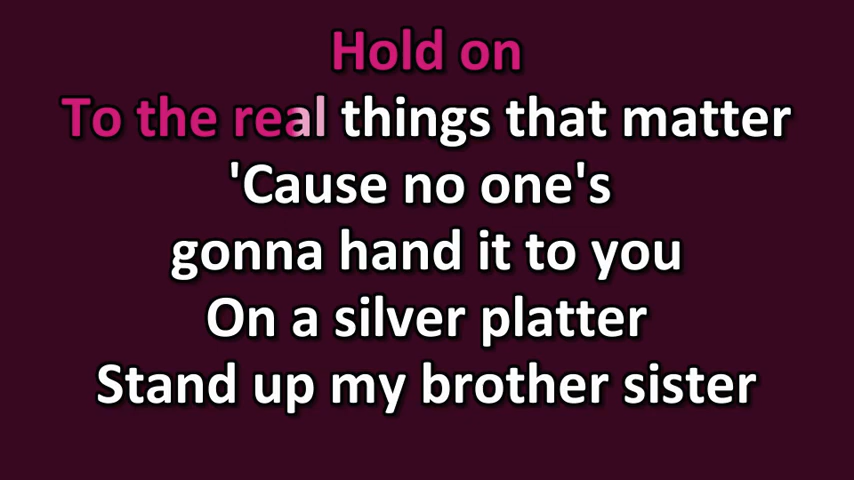 Hold on
To the real things that matter
'Cause no one's
gonna hand it to you
On a silver platter
Stand up my brother sister